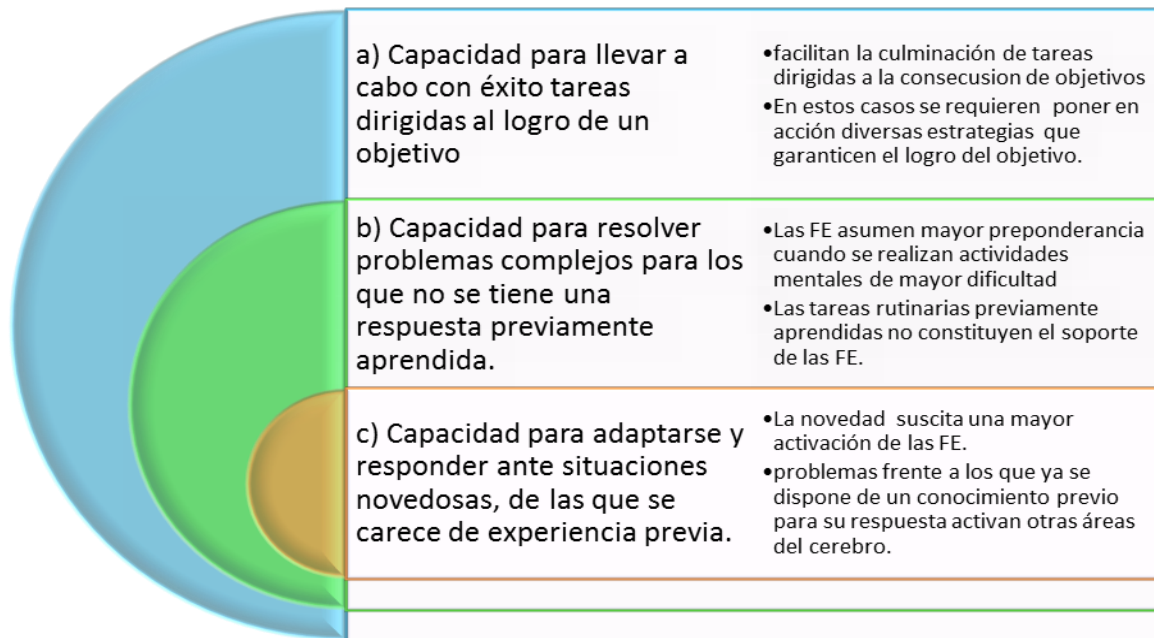 a) Capacidad para llevar a
cabo con éxito tareas
dirigidas al logro de un
objetivo
•facilitan la culminación de tareas
dirigidas a la consecusion de objetivos
•En estos casos se requieren poner en
acción diversas estrategias que
garanticen el logro del objetivo.
b) Capacidad para resolver
problemas complejos para los
que no se tiene una
respuesta previamente
aprendida.
•Las FE asumen mayor preponderancia
cuando se realizan actividades
mentales de mayor dificultad
•Las tareas rutinarias previamente
aprendidas no constituyen el soporte
de las FE.
c) Capacidad para adaptarse y
responder ante situaciones
novedosas, de las que se
carece de experiencia previa.
•La novedad suscita una mayor
activación de las FE.
•problemas frente a los que ya se
dispone de un conocimiento previo
para su respuesta activan otras áreas
del cerebro.